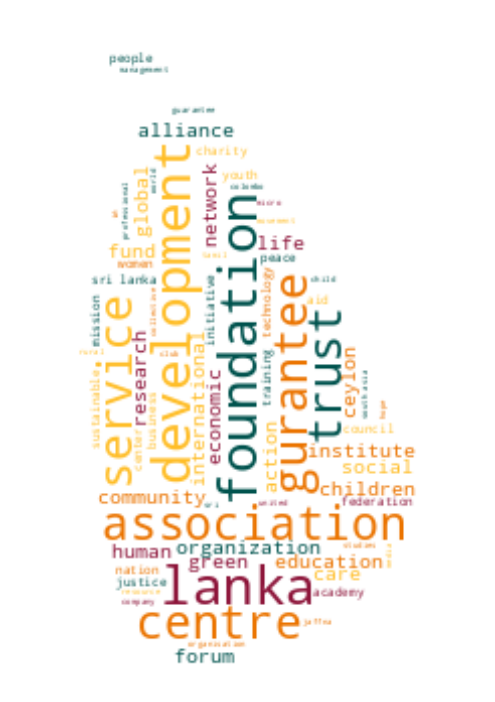 people
management
guarantee
alliance
charity
network
youth
colombo
world
global
professional
development
foundation
micro
movement
life
fund
women
tamil
peace
sri lanka
child
technology
initiative
collective
mission
service
gurantee
aid
trust
rural
club
research
business
international
economic
training
ceylon
south asia
hope
sustainable
center
action
council
institute
social
children
community
sri
united
federation
association
human
organization
studies
green
education
media
nation
care
justice
lanka
resource
academy
company
centre
jaffna
organisation
forum